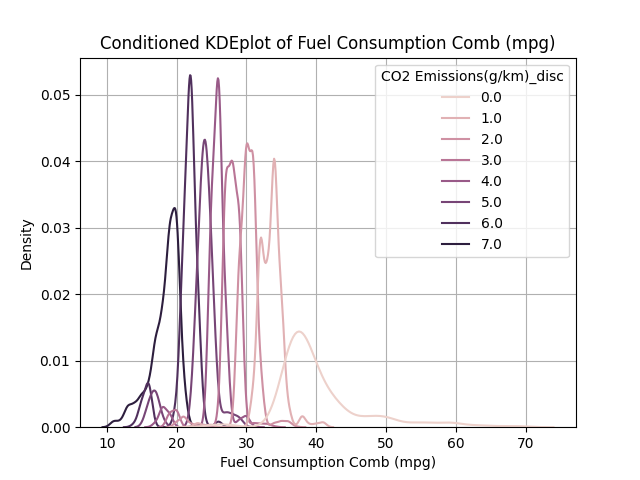 Conditioned KDEplot of Fuel Consumption Comb (mpg)
CO2 Emissions(g/km)_disc
0.0
1.0
2.0
3.0
4.0
5.0
6.0
7.0
Density
0.05
0.04
0.03
0.02
0.01
0.00
10 20 30 40 50 60 70
Fuel Consumption Comb (mpg)